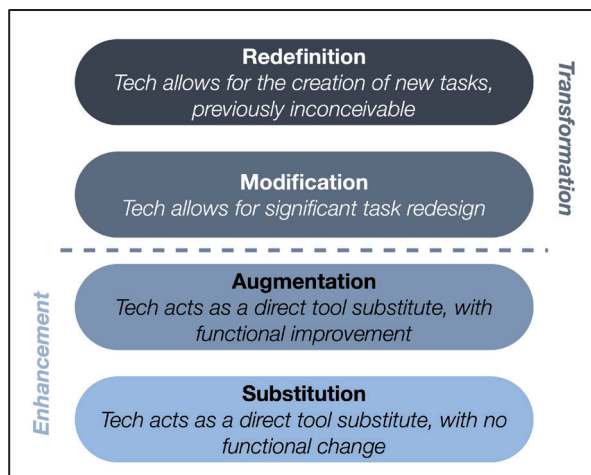 Redefinition
Tech allows for the creation of new tasks,
previously inconceivable
Transformation
Modification
Tech allows for significant task redesign
Augmentation
Tech acts as a direct tool substitute, with
functional improvement
Enhancement
Substitution
Tech acts as a direct tool substitute, with no
functional change